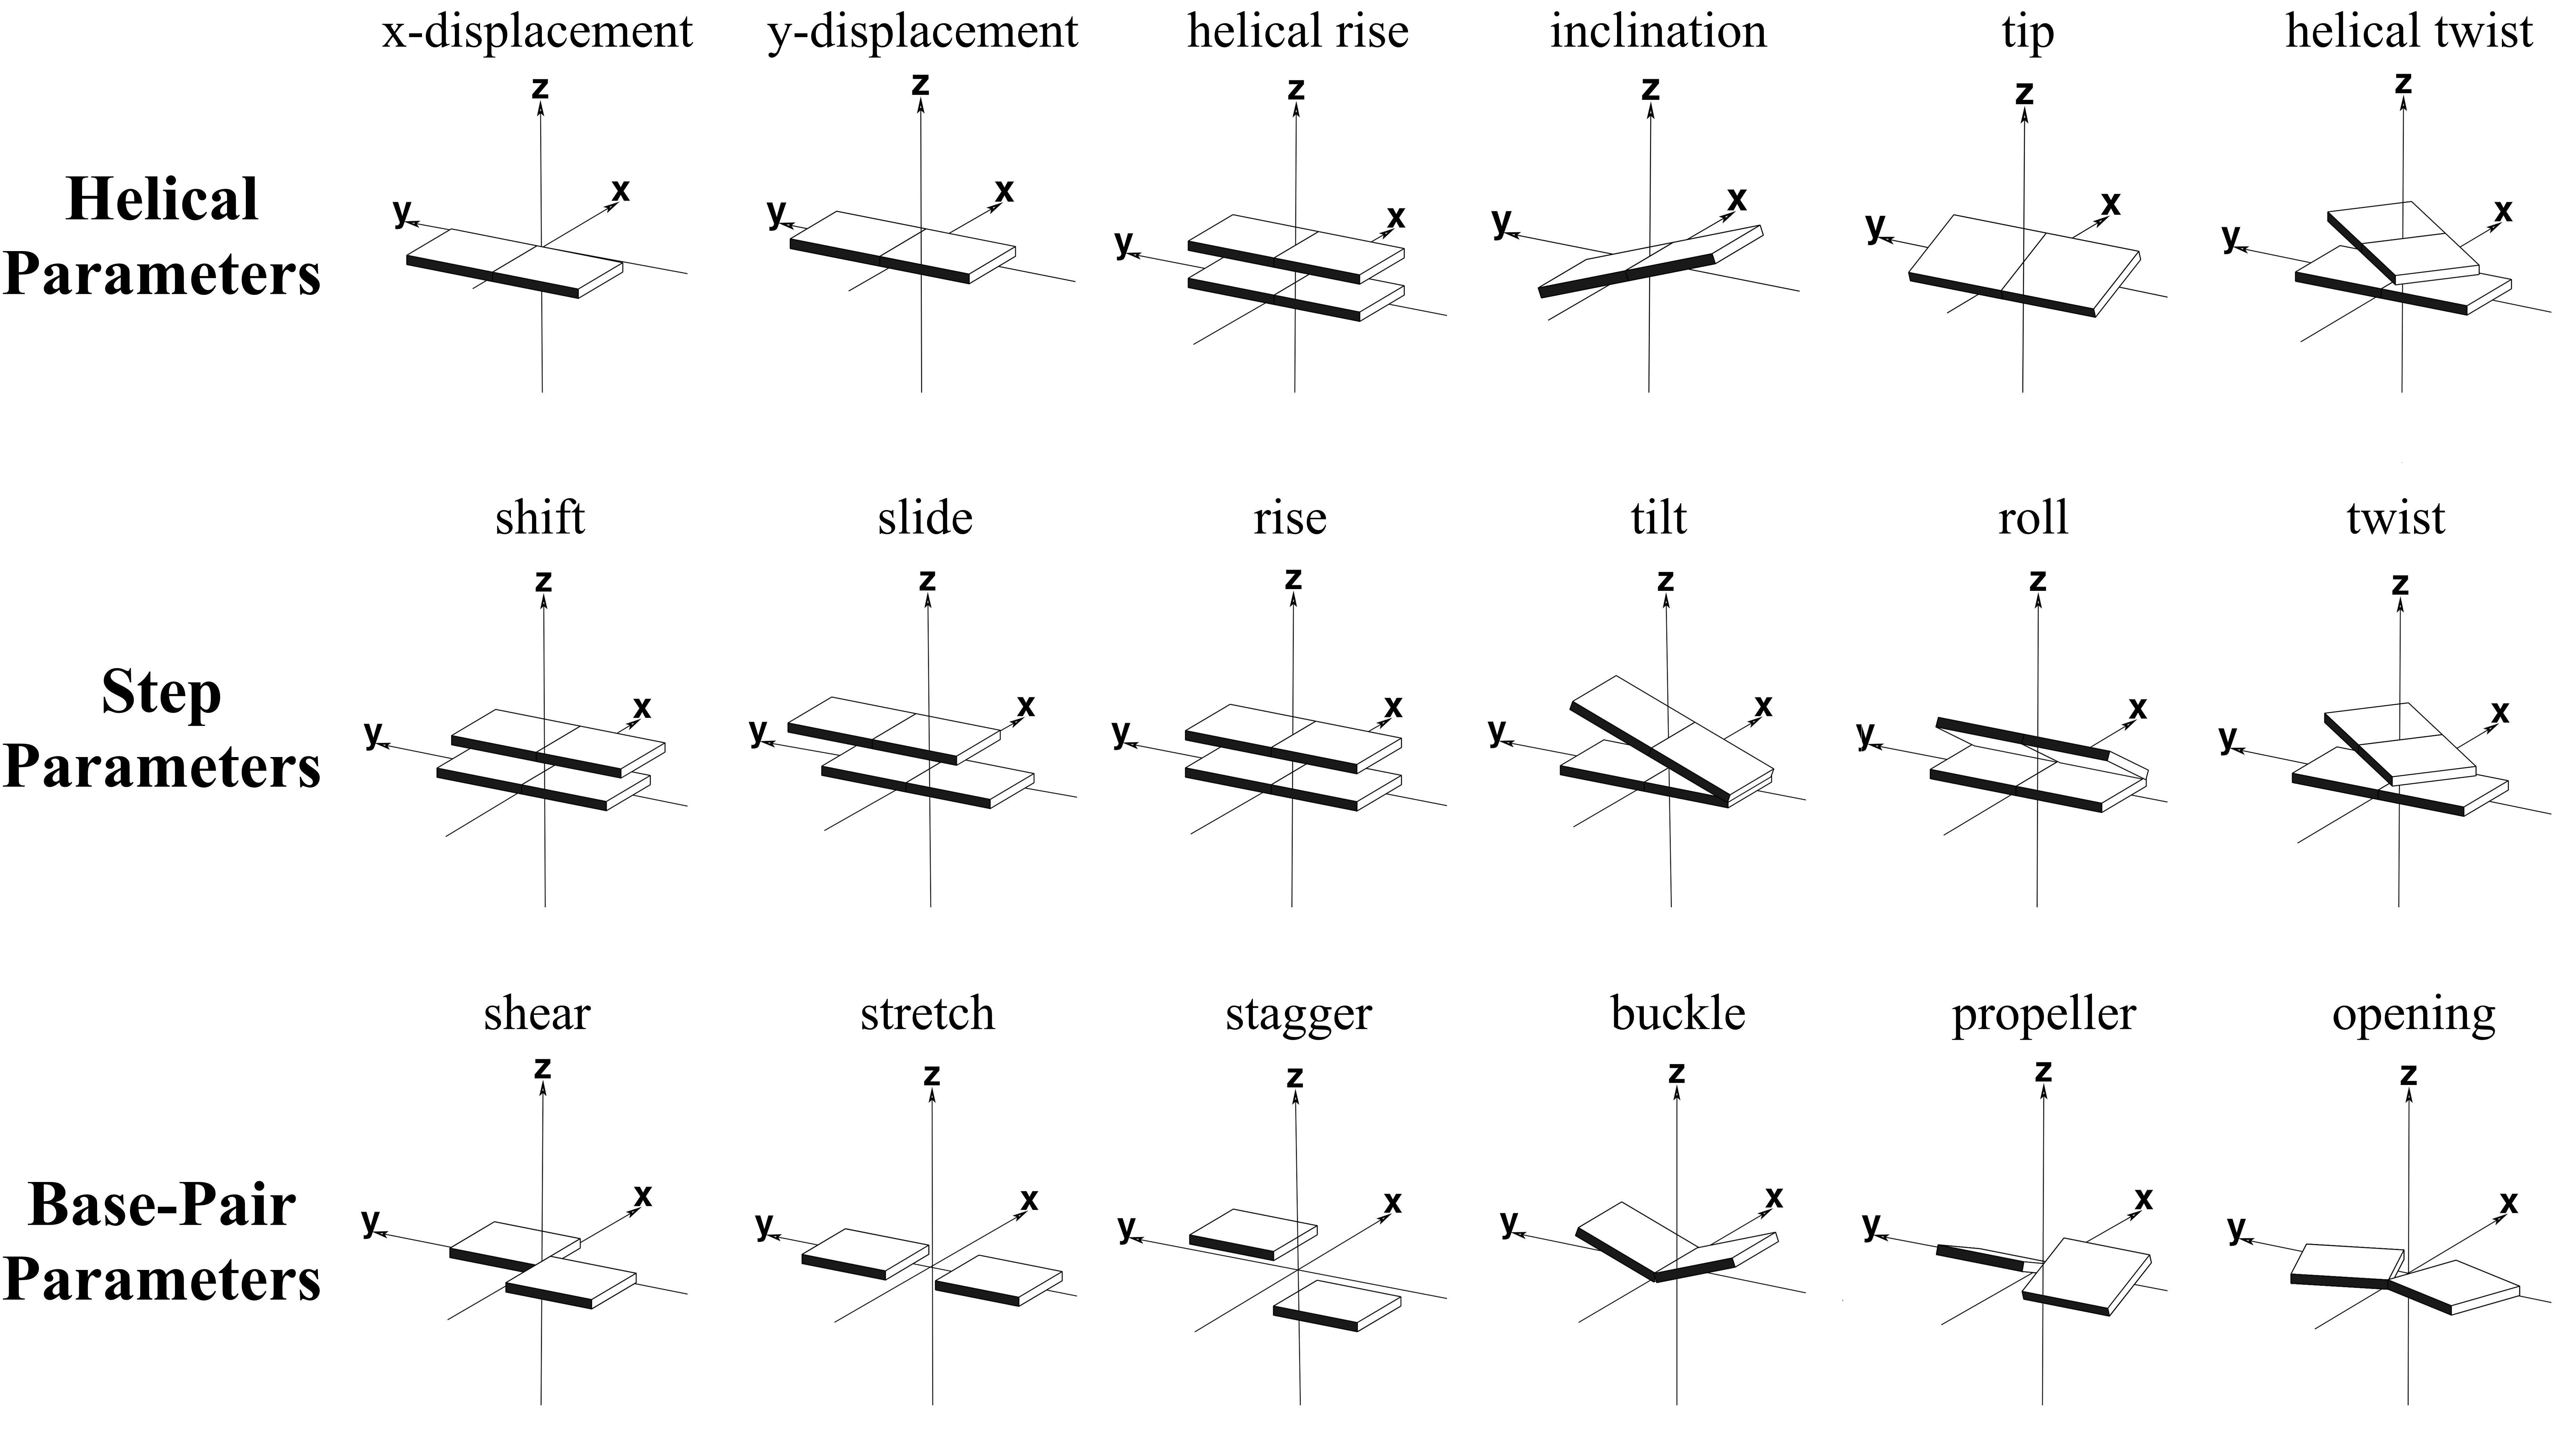 x-displacement y-displacement helical rise inclination tip helical twist
z z z z z z
x x x x x x
y y y y y y
Helical
Parameters
shift slide rise tilt roll twist
z z z z z z
x x x x x x
y y y y y y
Step
Parameters
shear stretch stagger buckle propeller opening
z z z z z z
x x x x x x
y y y y y y
Base-Pair
Parameters